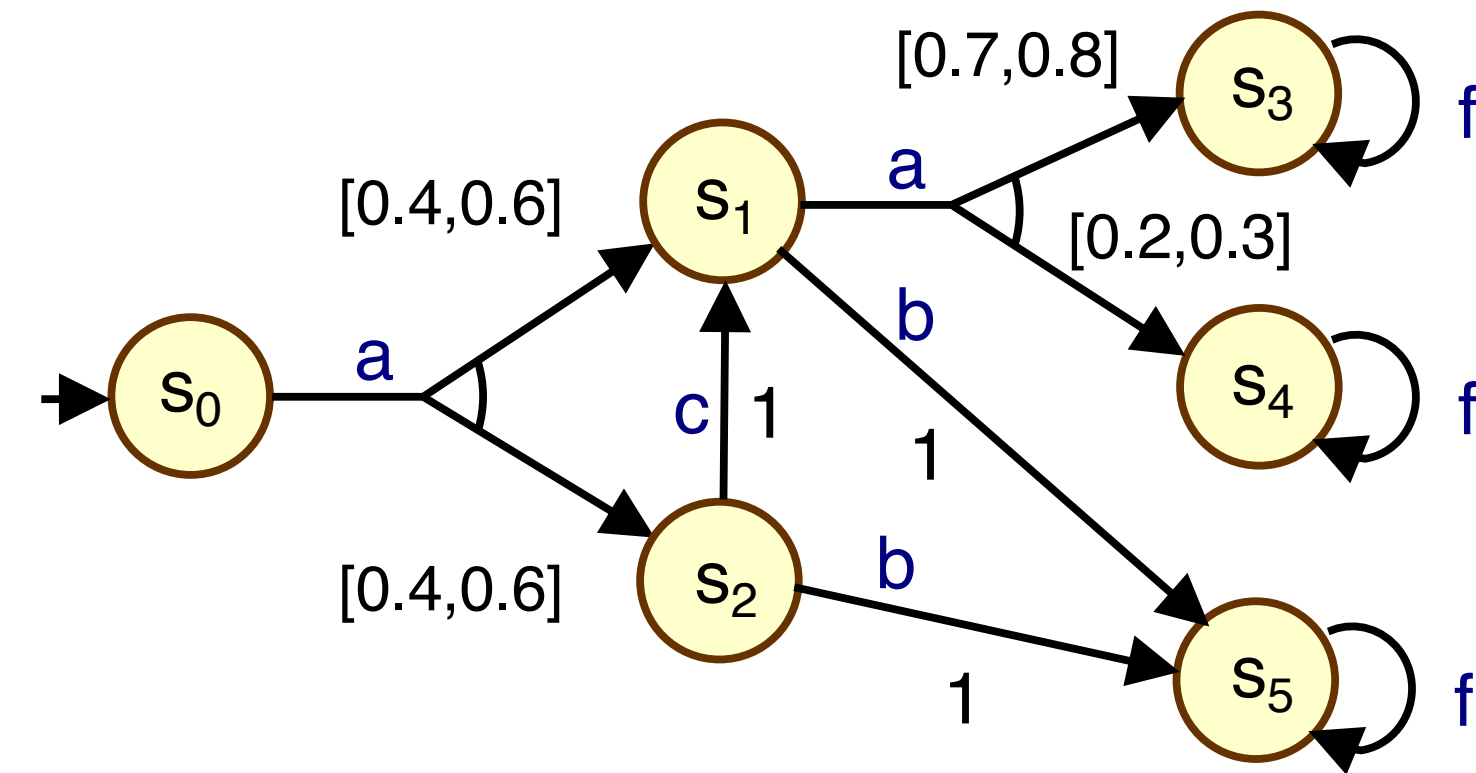 [0.7,0.8]
s3
f
[0.4,0.6]
s1
a
[0.2,0.3]
s0
a
b
s4
f
c
1
1
[0.4,0.6]
s2
b
1
s5
f